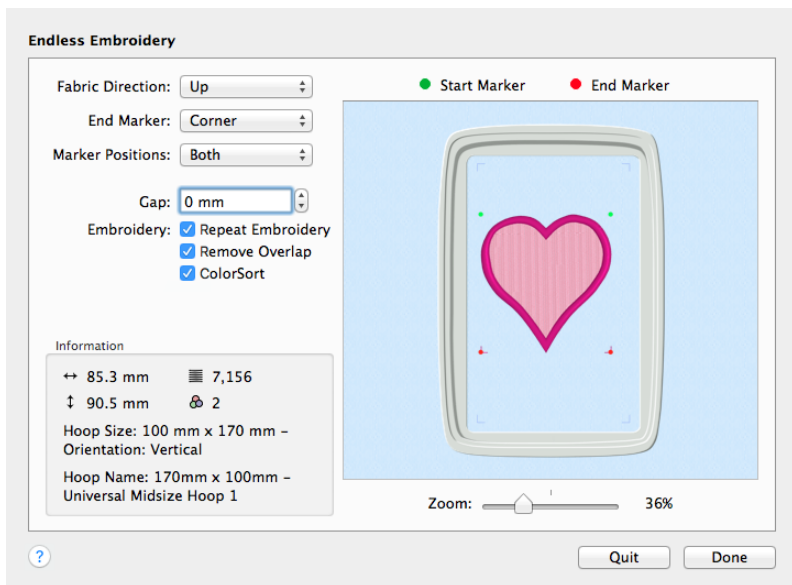 Endless Embroidery
Fabric Direction: Up
End Marker: Corner
Marker Positions: Both
Gap: 0 mm
Embroidery: Repeat Embroidery
Remove Overlap
ColorSort
Information
85.3 mm 7,156
90.5 mm 2
Hoop Size: 100 mm x 170 mm –
Orientation: Vertical
Hoop Name: 170mm x 100mm –
Universal Midsize Hoop 1
Start Marker End Marker
Zoom: 36%
? Quit Done